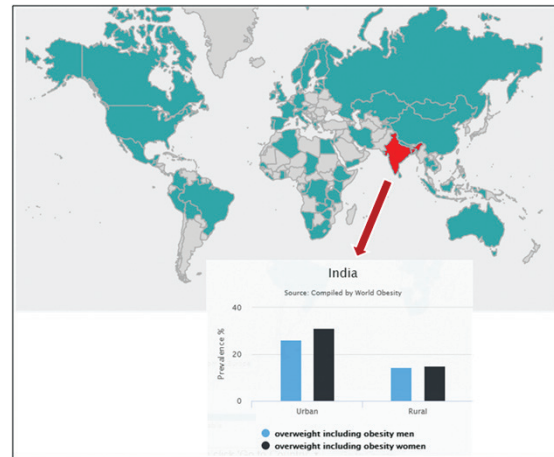 India
Source: Compiled by World Obesity
Prevalence %
40
20
0
Urban
Rural
overweight including obesity men
overweight including obesity women